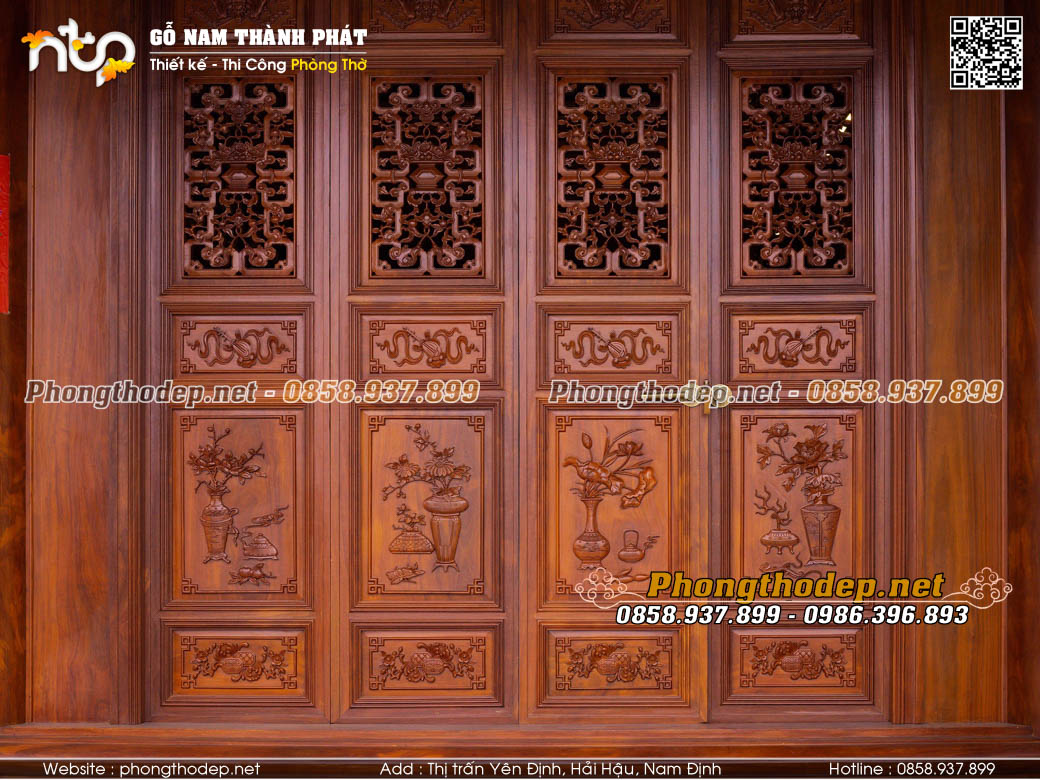 ntp
GỖ NAM THÀNH PHÁT
Thiết kế - Thi Công Phòng Thờ
Phongthodep.net - 0858.937.899
Phongthodep.net - 0858.937.899
Phongthodep.net
0858.937.899 - 0986.396.893
Website : phongthodep.net
Add : Thị trấn Yên Định, Hải Hậu, Nam Định
Hotline : 0858.937.899